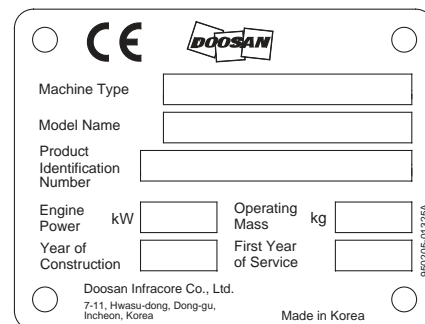 CE DOOSAN
Machine Type
Model Name
Product
Identification
Number
Engine
Power kW
Operating
Mass kg
Year of
Construction
First Year
of Service
950205-01325A
Doosan Infracore Co., Ltd.
7-11, Hwasu-dong, Dong-gu,
Incheon, Korea
Made in Korea